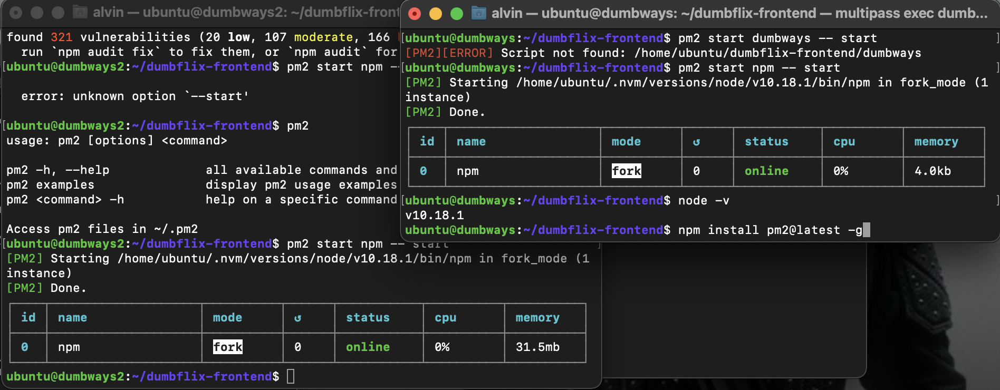 alvin — ubuntu@dumbways2: ~/dumbflix-front
found 321 vulnerabilities (20 low, 107 moderate, 166
run `npm audit fix` to fix them, or `npm audit` for
ubuntu@dumbways2:~/dumbflix-frontend$ pm2 start npm --
error: unknown option `--start'
ubuntu@dumbways2:~/dumbflix-frontend$ pm2
usage: pm2 [options] <command>
pm2 -h, --help all available commands and
pm2 examples display pm2 usage examples
pm2 <command> -h help on a specific command
Access pm2 files in ~/.pm2
ubuntu@dumbways2:~/dumbflix-frontend$ pm2 start npm -- start
[PM2] Starting /home/ubuntu/.nvm/versions/node/v10.18.1/bin/npm in fork_mode (1
instance)
[PM2] Done.
id name mode ↺ status cpu memory
0 npm fork 0 online 0% 31.5mb
ubuntu@dumbways2:~/dumbflix-frontend$
alvin — ubuntu@dumbways: ~/dumbflix-frontend — multipass exec dumb...
ubuntu@dumbways:~/dumbflix-frontend$ pm2 start dumbways -- start
[PM2][ERROR] Script not found: /home/ubuntu/dumbflix-frontend/dumbways
ubuntu@dumbways:~/dumbflix-frontend$ pm2 start npm -- start
[PM2] Starting /home/ubuntu/.nvm/versions/node/v10.18.1/bin/npm in fork_mode (1
instance)
[PM2] Done.
id name mode ↺ status cpu memory
0 npm fork 0 online 0% 4.0kb
ubuntu@dumbways:~/dumbflix-frontend$ node -v
v10.18.1
ubuntu@dumbways:~/dumbflix-frontend$ npm install pm2@latest -g